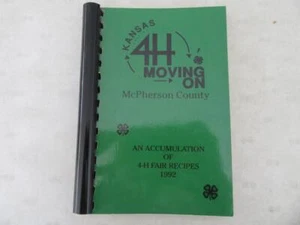 KANSAS
4H
MOVING
ON
McPherson County
AN ACCUMULATION
OF
4-H FAIR RECIPES
1992